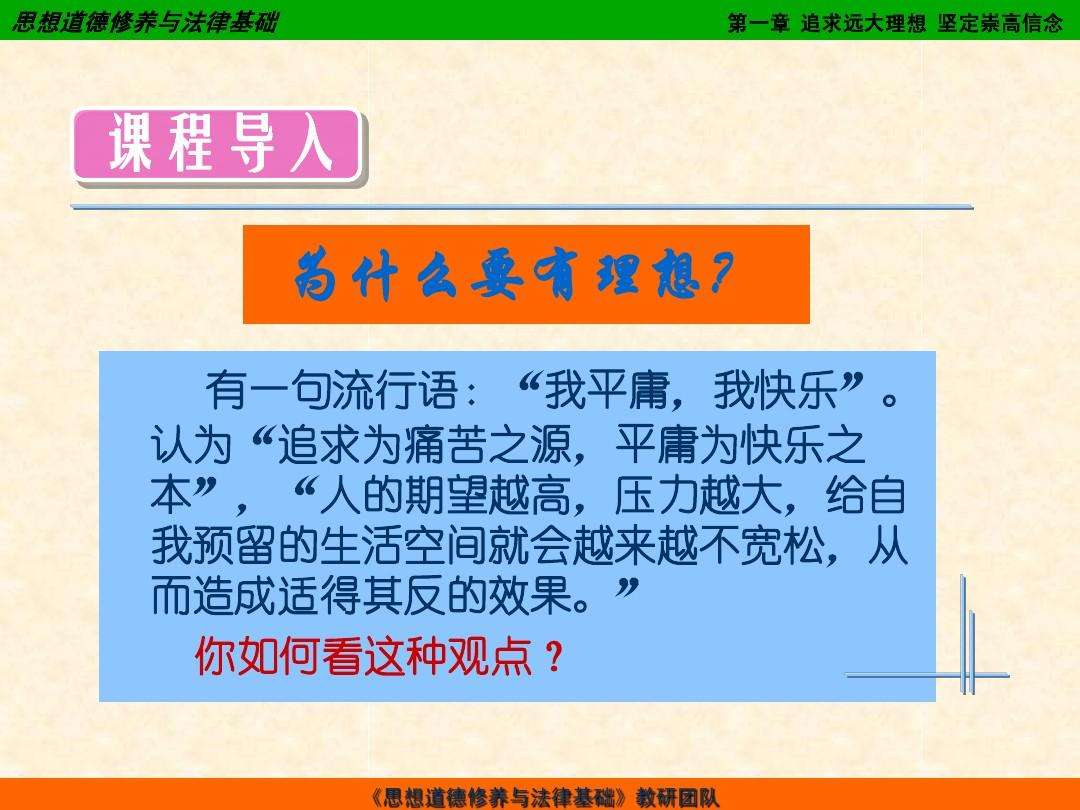 思想道德修养与法律基础
第一章 追求远大理想 坚定崇高信念
课程导入
为什么要有理想？
有一句流行语：“我平庸，我快乐”。
认为“追求为痛苦之源，平庸为快乐之
本”，“人的期望越高，压力越大，给自
我预留的生活空间就会越来越不宽松，从
而造成适得其反的效果。”
你如何看这种观点？
《思想道德修养与法律基础》教研团队